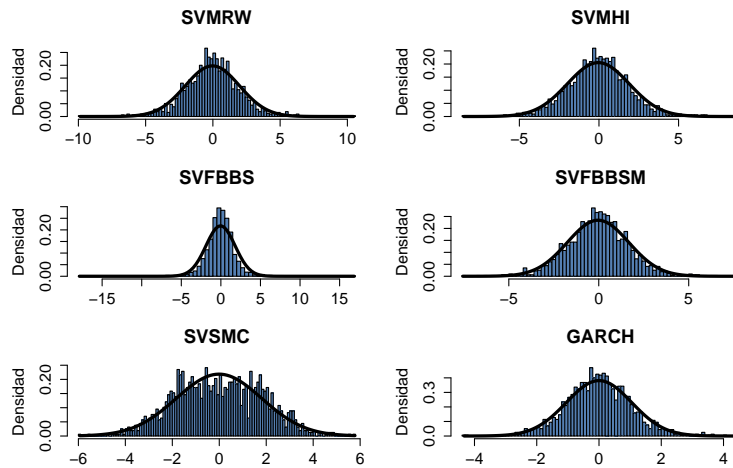 SVMRW
Densidad
0.00 0.20
−10 −5 0 5 10
SVMHI
Densidad
0.00 0.20
−5 0 5
SVFBBS
Densidad
0.00 0.20
−15 −5 0 5 10 15
SVFBBSM
Densidad
0.00 0.20
−5 0 5
SVSMC
Densidad
0.00 0.20
−6 −4 −2 0 2 4 6
GARCH
Densidad
0.0 0.3
−4 −2 0 2 4